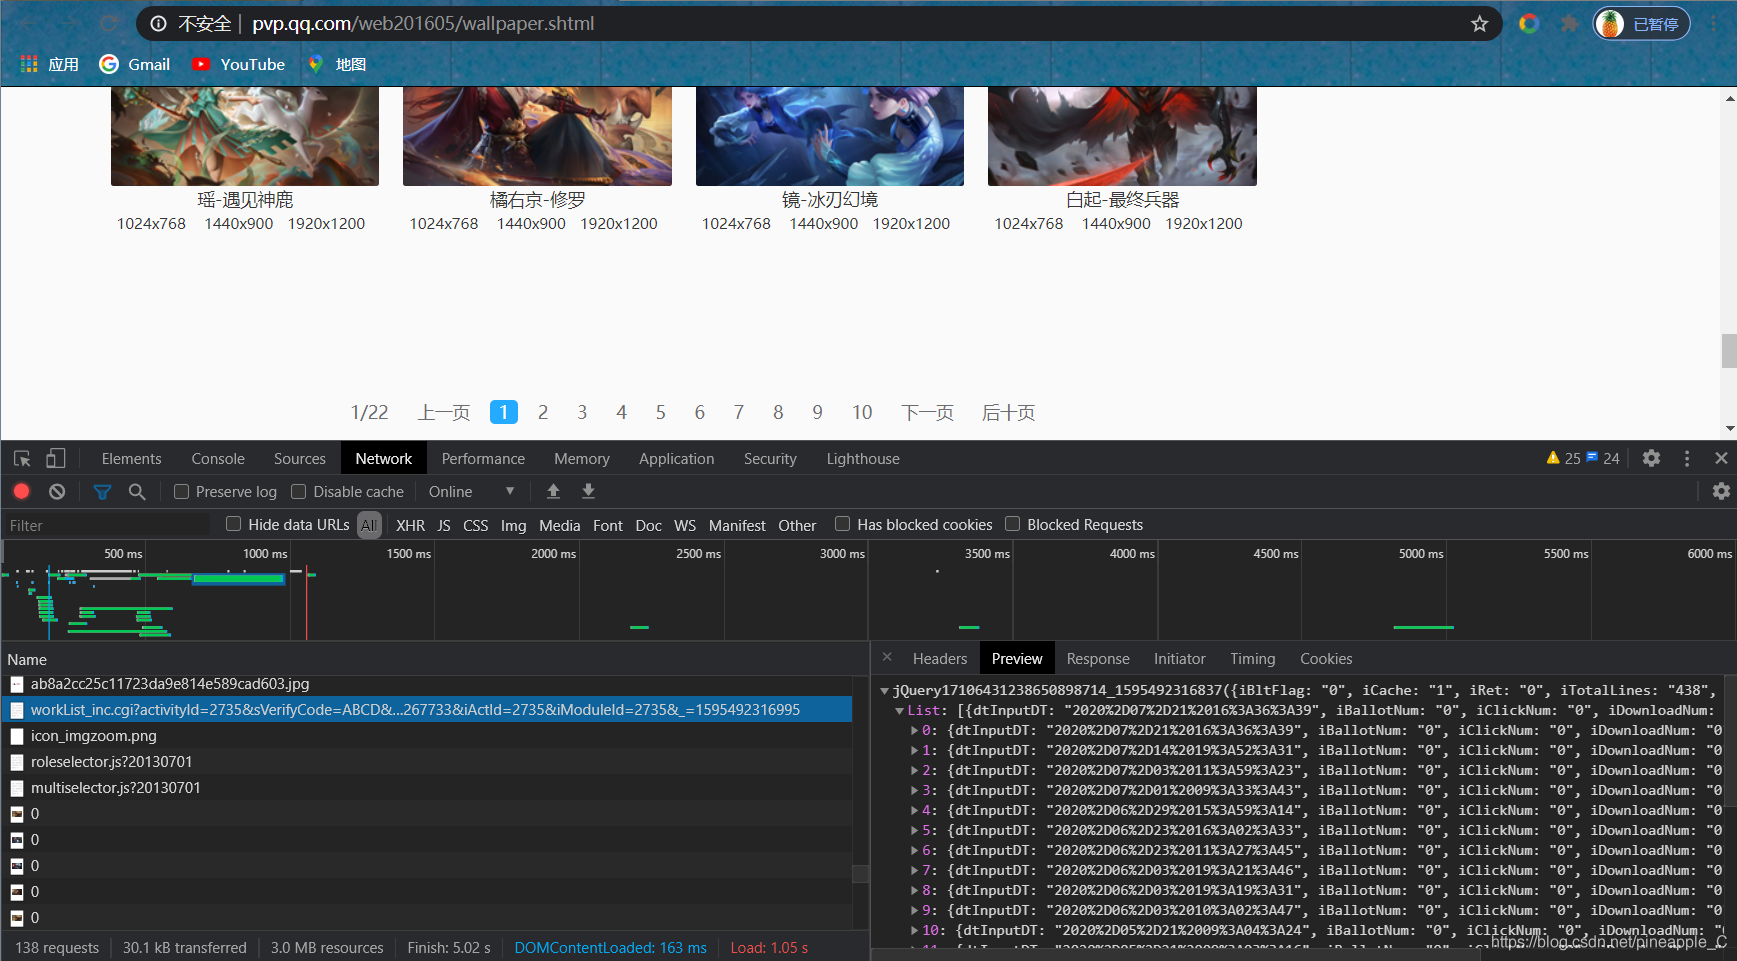 不安全 | pvp.qq.com/web201605/wallpaper.shtml 已暂停
应用 Gmail YouTube 地图
瑶-遇见神鹿 橘右京-修罗 镜-冰刃幻境 白起-最终兵器
1024x768 1440x900 1920x1200 1024x768 1440x900 1920x1200 1024x768 1440x900 1920x1200 1024x768 1440x900 1920x1200
1/22 上一页 1 2 3 4 5 6 7 8 9 10 下一页 后十页
Elements Console Sources Network Performance Memory Application Security Lighthouse 25 24
Preserve log Disable cache Online
Filter Hide data URLs All XHR JS CSS Img Media Font Doc WS Manifest Other Has blocked cookies Blocked Requests
500 ms 1000 ms 1500 ms 2000 ms 2500 ms 3000 ms 3500 ms 4000 ms 4500 ms 5000 ms 5500 ms 6000 ms
Name
ab8a2cc25c11723da9e814e589cad603.jpg
workList_inc.cgi?activityId=2735&sVerifyCode=ABCD&...267733&iActId=2735&iModuleId=2735&_=1595492316995
icon_imgzoom.png
roleselector.js?20130701
multiselector.js?20130701
0
0
0
0
0
138 requests 30.1 kB transferred 3.0 MB resources Finish: 5.02 s DOMContentLoaded: 163 ms Load: 1.05 s
Headers Preview Response Initiator Timing Cookies
jQuery17106431238650898714_1595492316837({iBltFlag: "0", iCache: "1", iRet: "0", iTotalLines: "438",
List: [{dtInputDT: "2020%2D07%2D21%2016%3A36%3A39", iBallotNum: "0", iClickNum: "0", iDownloadNum:
0: {dtInputDT: "2020%2D07%2D21%2016%3A36%3A39", iBallotNum: "0", iClickNum: "0", iDownloadNum: "0
1: {dtInputDT: "2020%2D07%2D14%2019%3A52%3A31", iBallotNum: "0", iClickNum: "0", iDownloadNum: "0
2: {dtInputDT: "2020%2D07%2D03%2011%3A59%3A23", iBallotNum: "0", iClickNum: "0", iDownloadNum: "0
3: {dtInputDT: "2020%2D07%2D01%2009%3A33%3A43", iBallotNum: "0", iClickNum: "0", iDownloadNum: "0
4: {dtInputDT: "2020%2D06%2D29%2015%3A59%3A14", iBallotNum: "0", iClickNum: "0", iDownloadNum: "0
5: {dtInputDT: "2020%2D06%2D23%2016%3A02%3A33", iBallotNum: "0", iClickNum: "0", iDownloadNum: "0
6: {dtInputDT: "2020%2D06%2D23%2011%3A27%3A45", iBallotNum: "0", iClickNum: "0", iDownloadNum: "0
7: {dtInputDT: "2020%2D06%2D03%2019%3A21%3A46", iBallotNum: "0", iClickNum: "0", iDownloadNum: "0
8: {dtInputDT: "2020%2D06%2D03%2019%3A19%3A31", iBallotNum: "0", iClickNum: "0", iDownloadNum: "0
9: {dtInputDT: "2020%2D06%2D03%2010%3A02%3A47", iBallotNum: "0", iClickNum: "0", iDownloadNum: "0
10: {dtInputDT: "2020%2D05%2D21%2009%3A04%3A24", iBallotNum: "0", iClickNum: "0", iDownloadNum: "0
https://blog.csdn.net/pineapple_C